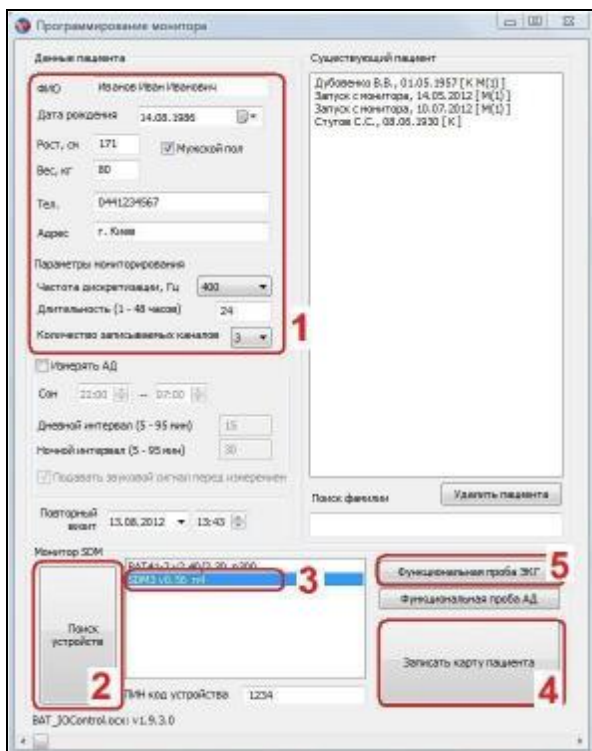 Программирование монитора
Данные пациента
ФИО Иванов Иван Иванович
Дата рождения 14.08.1986
Рост, см 171 Мужской пол
Вес, кг 80
Тел. 0441234567
Адрес г. Киев
Параметры мониторирования
Частота дискретизации, Гц 400
Длительность (1 - 48 часов) 24
Количество записываемых каналов 3
1
Измерять АД
Сон 22:00 -- 07:00
Дневной интервал (5 - 95 мин) 15
Ночной интервал (5 - 95 мин) 30
Подавать звуковой сигнал перед измерением
Повторный визит 13.08.2012 13:43
Существующий пациент
Дубовенко В.В., 01.05.1957 [К М(1)]
Запуск с монитора, 14.05.2012 [М(1)]
Запуск с монитора, 10.07.2012 [М(1)]
Стугов С.С., 08.08.1930 [К]
Поиск фамилии Удалить пациента
Монитор SDM
Поиск устройств
2
SDM3 v0.56 n4
3
ПИН код устройства 1234
Функциональная проба ЭКГ
5
Функциональная проба АД
Записать карту пациента
4
BAT_IOControl.ocx: v1.9.3.0